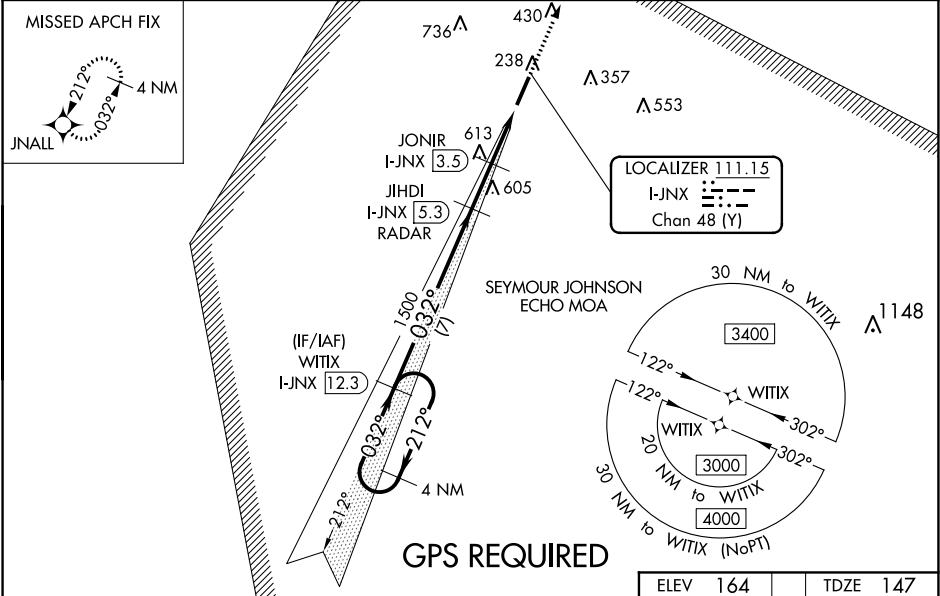 MISSED APCH FIX
212°
4 NM
032°
JNALL
736
430
238
357
553
JONIR
613
I-JNX 3.5
JIHDI
605
I-JNX 5.3
RADAR
LOCALIZER 111.15
I-JNX
Chan 48 (Y)
SEYMOUR JOHNSON
ECHO MOA
1500
032°
(7)
(IF/IAF)
WITIX
I-JNX 12.3
032°
212°
4 NM
212°
30 NM to WITIX
3400
1148
122°
WITIX
302°
122°
WITIX
302°
3000
20 NM to WITIX
4000
30 NM to WITIX (NoPT)
GPS REQUIRED
ELEV 164
TDZE 147